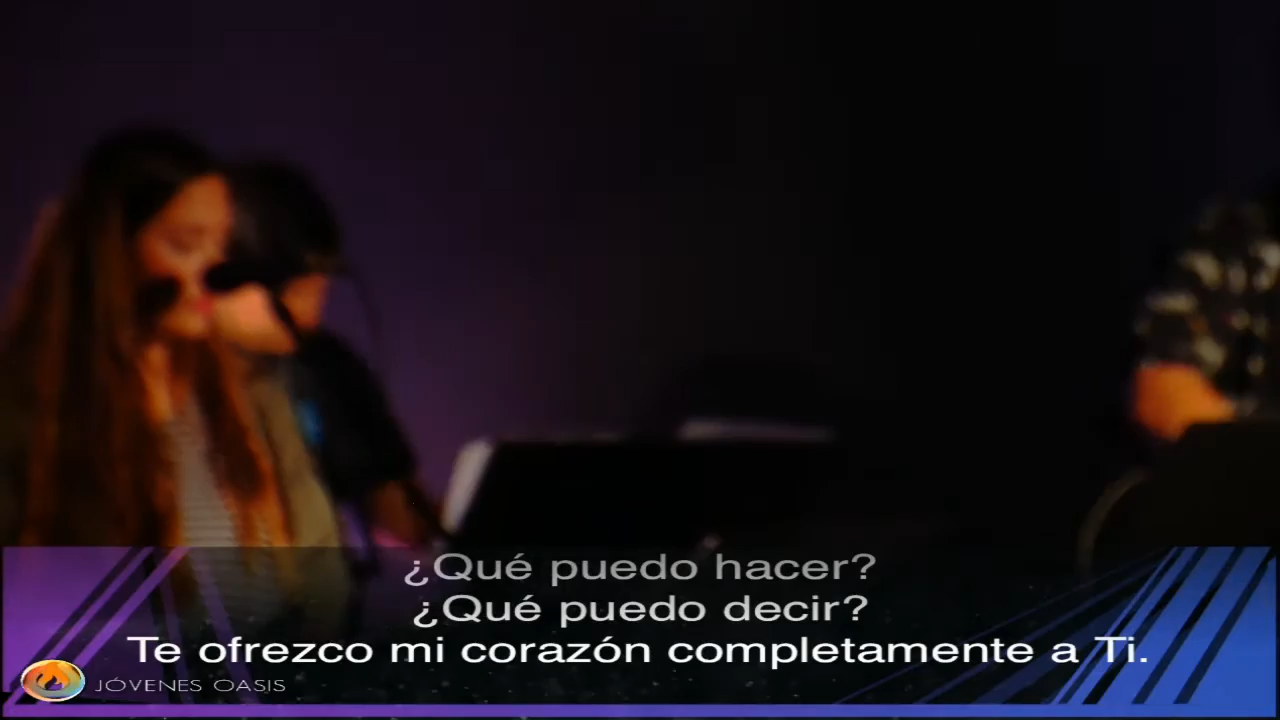 ¿Qué puedo hacer?
¿Qué puedo decir?
Te ofrezco mi corazón completamente a Ti.
JÓVENES OASIS